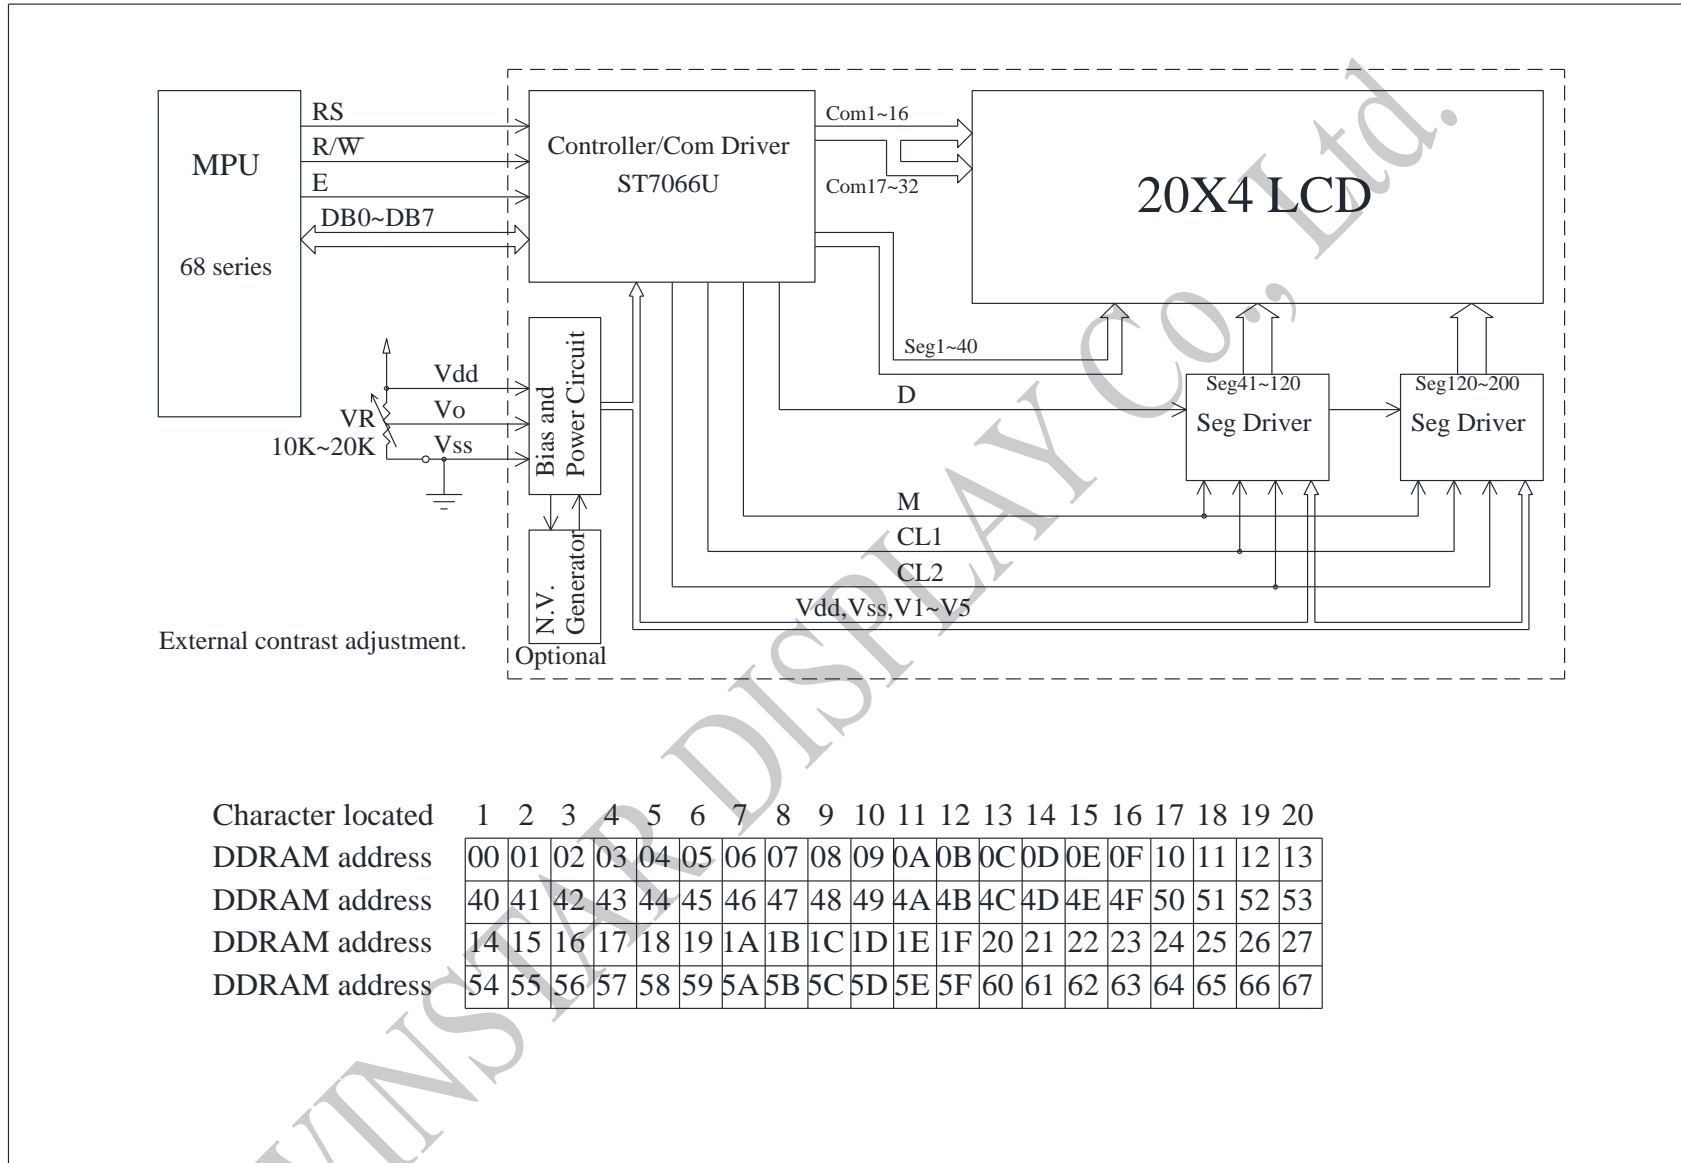 RS
R/W̅
E
DB0~DB7
MPU
68 series
Controller/Com Driver
ST7066U
Com1~16
Com17~32
20X4 LCD
Seg1~40
D
Seg41~120
Seg Driver
Seg120~200
Seg Driver
Vdd
Vo
Vss
VR
10K~20K
Bias and
Power Circuit
N.V.
Generator
Optional
M
CL1
CL2
Vdd,Vss,V1~V5
External contrast adjustment.
Character located 1 2 3 4 5 6 7 8 9 10 11 12 13 14 15 16 17 18 19 20
DDRAM address 00 01 02 03 04 05 06 07 08 09 0A 0B 0C 0D 0E 0F 10 11 12 13
DDRAM address 40 41 42 43 44 45 46 47 48 49 4A 4B 4C 4D 4E 4F 50 51 52 53
DDRAM address 14 15 16 17 18 19 1A 1B 1C 1D 1E 1F 20 21 22 23 24 25 26 27
DDRAM address 54 55 56 57 58 59 5A 5B 5C 5D 5E 5F 60 61 62 63 64 65 66 67
WINSTAR DISPLAY Co., Ltd.